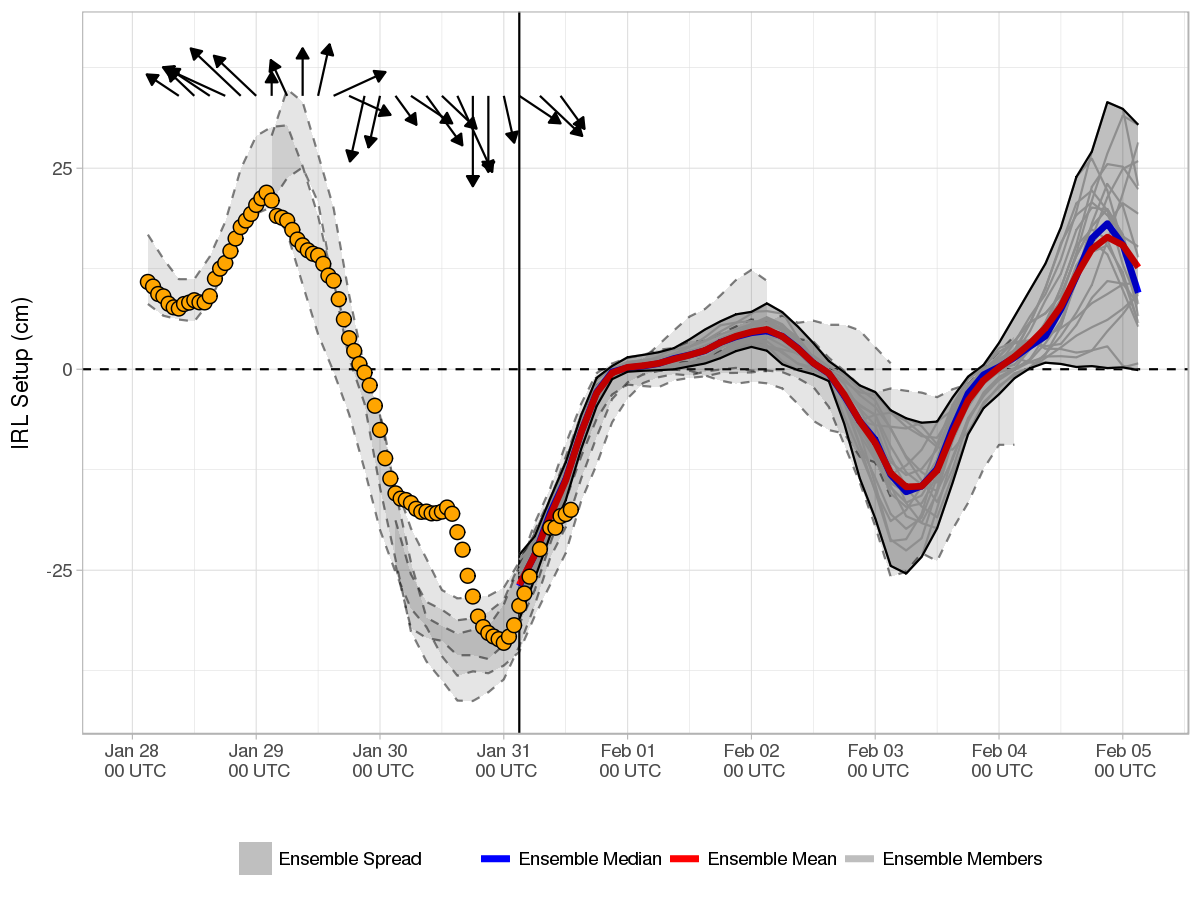 IRL Setup (cm)
25
0
-25
Jan 28 Jan 29 Jan 30 Jan 31 Feb 01 Feb 02 Feb 03 Feb 04 Feb 05
00 UTC 00 UTC 00 UTC 00 UTC 00 UTC 00 UTC 00 UTC 00 UTC 00 UTC
Ensemble Spread Ensemble Median Ensemble Mean Ensemble Members